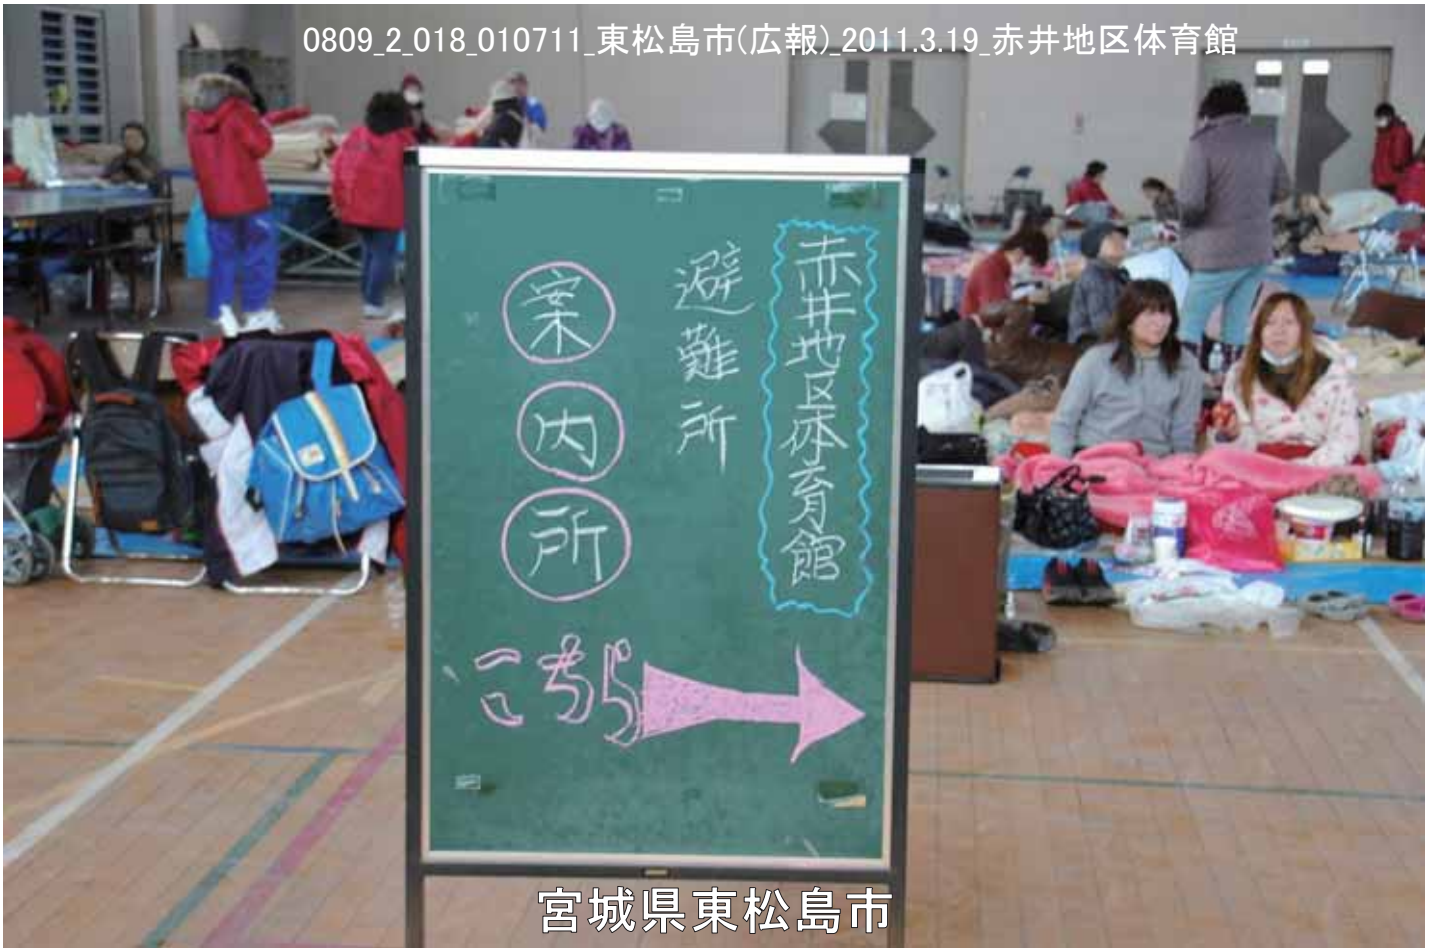 0809_2_018_010711_東松島市(広報)_2011.3.19_赤井地区体育館
赤井地区体育館
避難所
案内所
こちら
宮城県東松島市